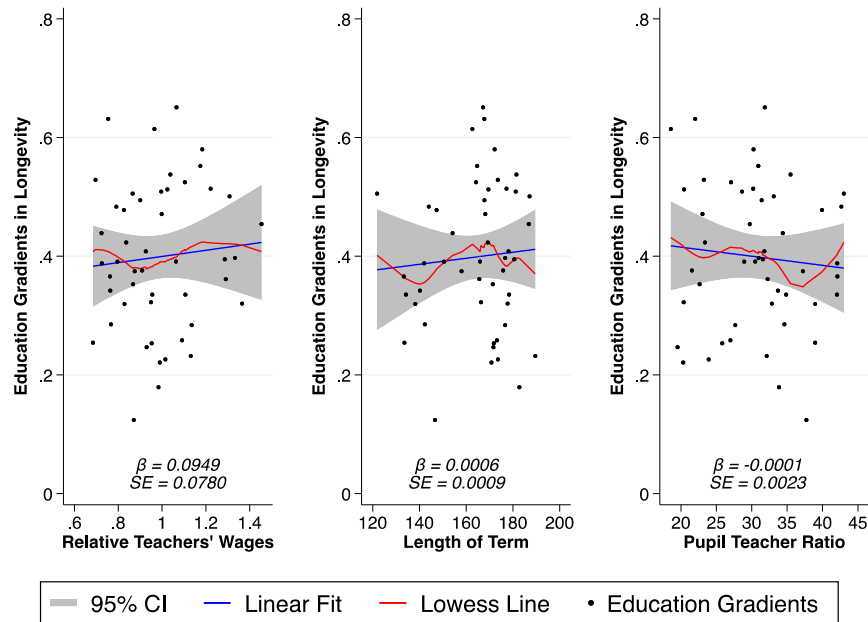 Education Gradients in Longevity
.8
.6
.4
.2
0
β = 0.0949
SE = 0.0780
.6 .8 1 1.2 1.4
Relative Teachers' Wages
Education Gradients in Longevity
.8
.6
.4
.2
0
β = 0.0006
SE = 0.0009
120 140 160 180 200
Length of Term
Education Gradients in Longevity
.8
.6
.4
.2
0
β = -0.0001
SE = 0.0023
20 25 30 35 40 45
Pupil Teacher Ratio
95% CI Linear Fit Lowess Line Education Gradients